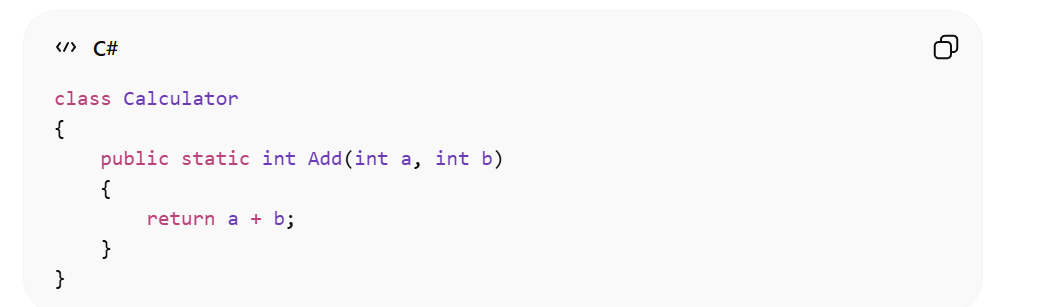 C#
class Calculator
{
    public static int Add(int a, int b)
    {
        return a + b;
    }
}